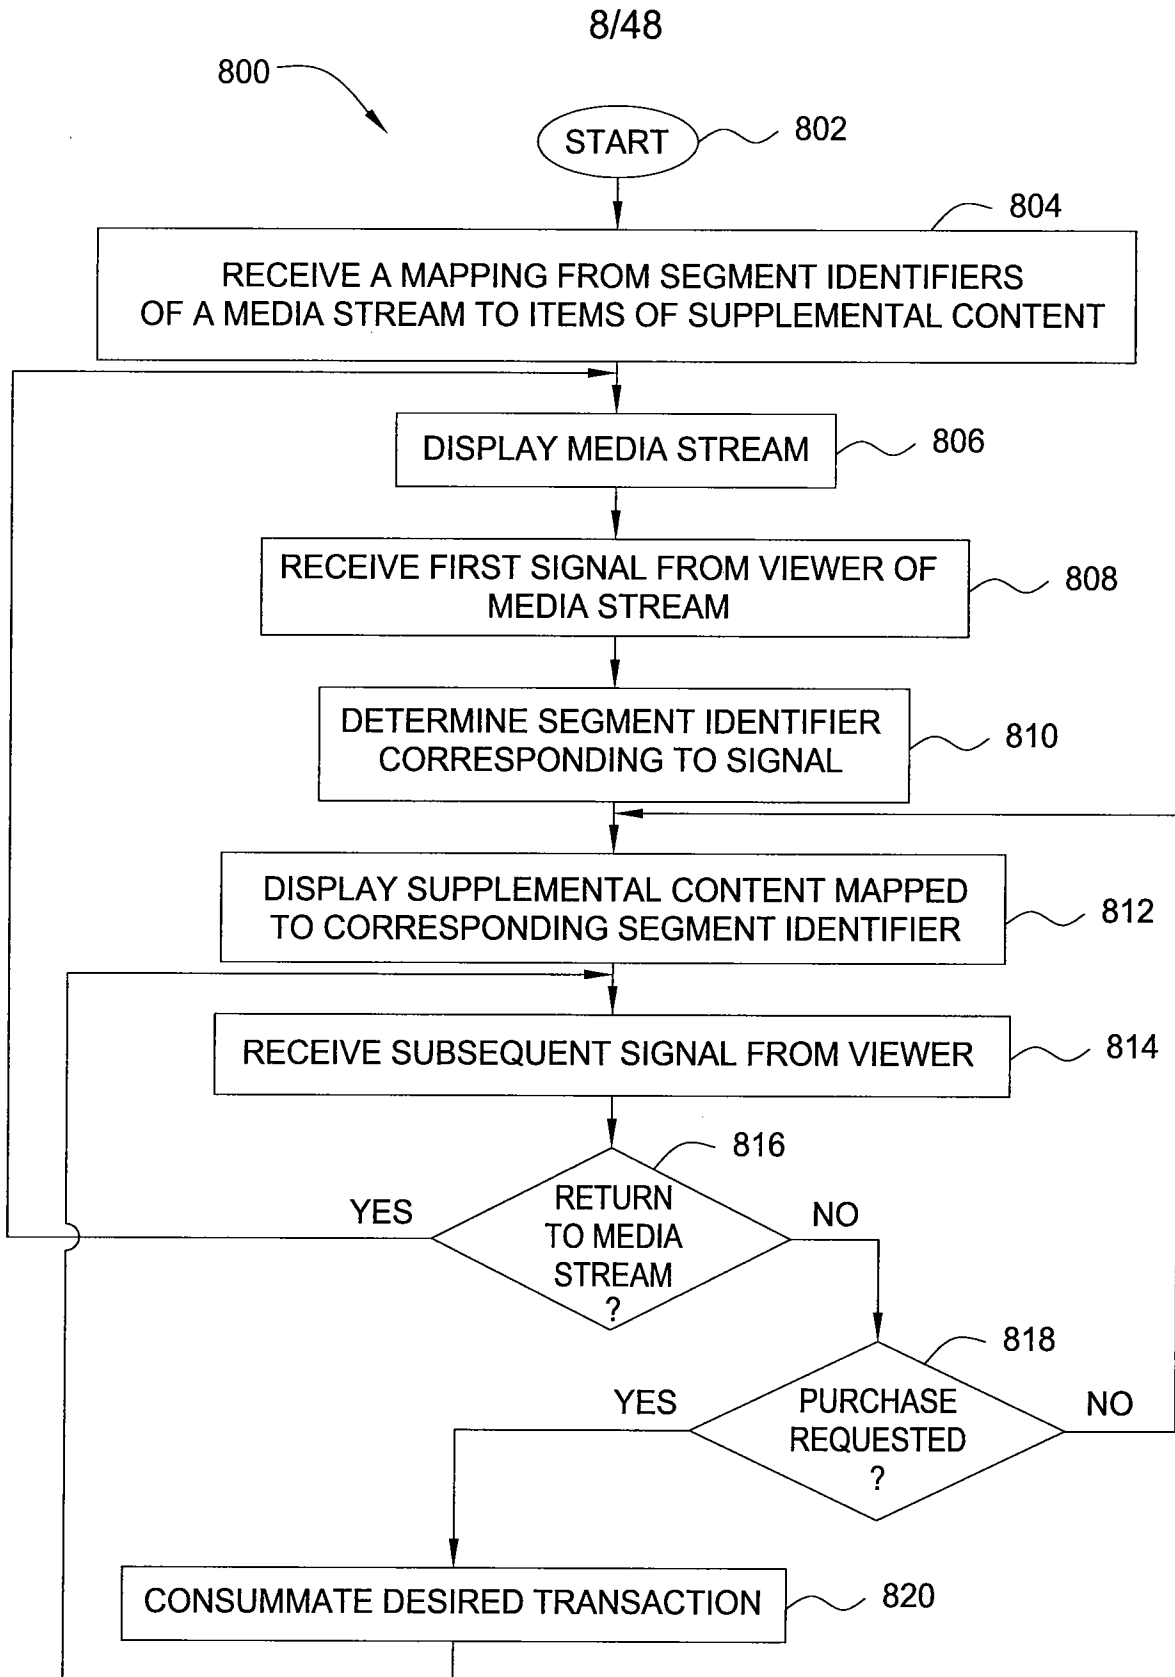 8/48
800
START
802
804
RECEIVE A MAPPING FROM SEGMENT IDENTIFIERS
OF A MEDIA STREAM TO ITEMS OF SUPPLEMENTAL CONTENT
DISPLAY MEDIA STREAM
806
RECEIVE FIRST SIGNAL FROM VIEWER OF
MEDIA STREAM
808
DETERMINE SEGMENT IDENTIFIER
CORRESPONDING TO SIGNAL
810
DISPLAY SUPPLEMENTAL CONTENT MAPPED
TO CORRESPONDING SEGMENT IDENTIFIER
812
RECEIVE SUBSEQUENT SIGNAL FROM VIEWER
814
816
YES
RETURN
TO MEDIA
STREAM
?
NO
818
YES
PURCHASE
REQUESTED
?
NO
CONSUMMATE DESIRED TRANSACTION
820